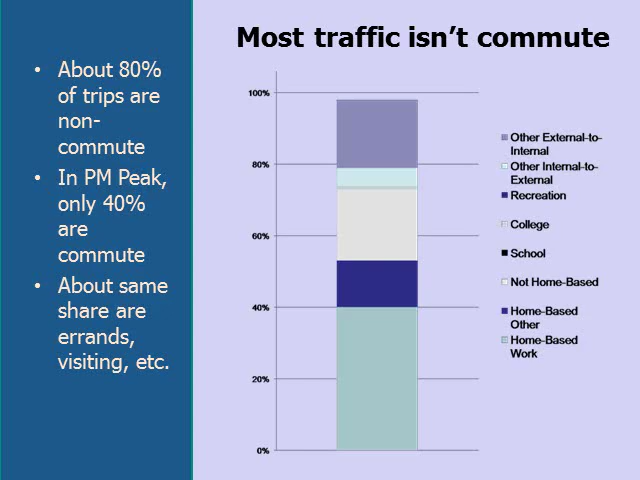 Most traffic isn't commute
• About 80%
of trips are
non-
commute
• In PM Peak,
only 40%
are
commute
• About same
share are
errands,
visiting, etc.
100%
80%
60%
40%
20%
0%
Other External-to-
Internal
Other Internal-to-
External
Recreation
College
School
Not Home-Based
Home-Based
Other
Home-Based
Work